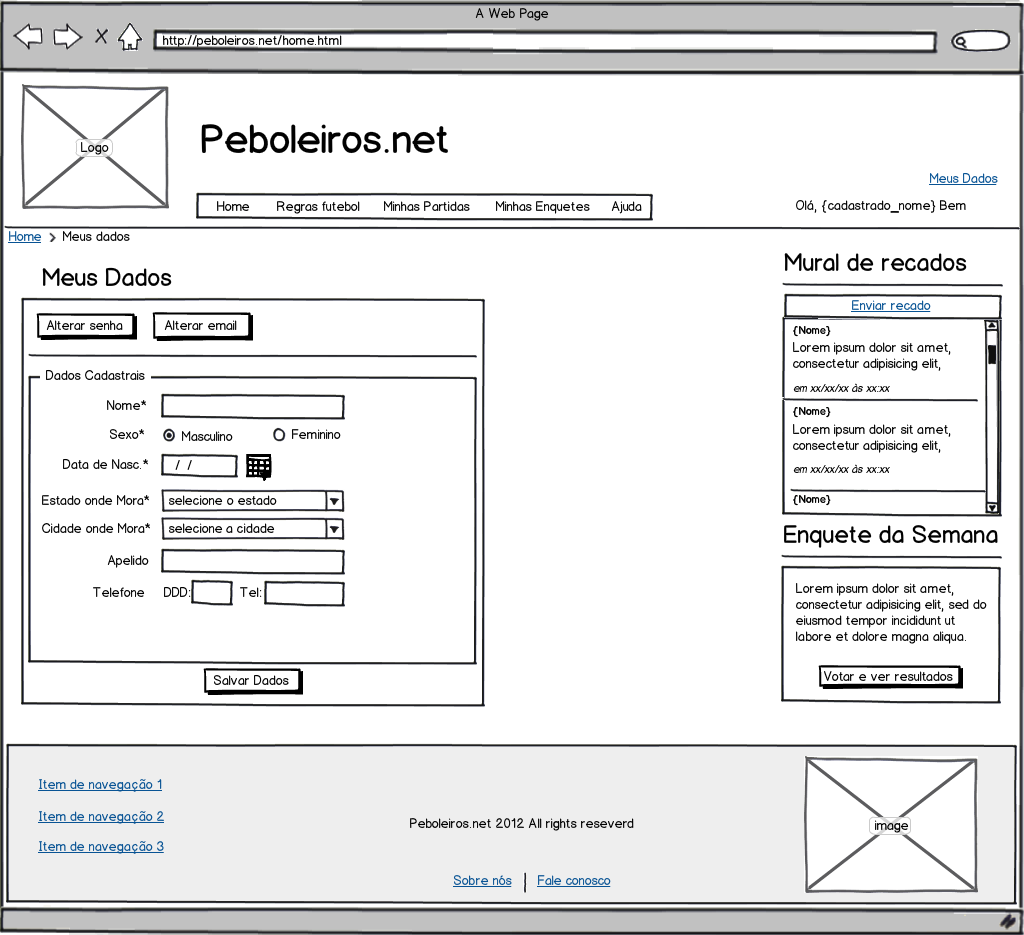 A Web Page
http://peboleiros.net/home.html
Logo
Peboleiros.net
Meus Dados
Home Regras futebol Minhas Partidas Minhas Enquetes Ajuda
Olá, {cadastrado_nome} Bem
Home > Meus dados
Meus Dados
Alterar senha Alterar email
Dados Cadastrais
Nome*
Sexo* Masculino Feminino
Data de Nasc.* / /
Estado onde Mora* selecione o estado
Cidade onde Mora* selecione a cidade
Apelido
Telefone DDD: Tel:
Salvar Dados
Mural de recados
Enviar recado
{Nome}
Lorem ipsum dolor sit amet,
consectetur adipisicing elit,
em xx/xx/xx às xx:xx
{Nome}
Lorem ipsum dolor sit amet,
consectetur adipisicing elit,
em xx/xx/xx às xx:xx
{Nome}
Enquete da Semana
Lorem ipsum dolor sit amet,
consectetur adipisicing elit, sed do
eiusmod tempor incididunt ut
labore et dolore magna aliqua.
Votar e ver resultados
Item de navegação 1
Item de navegação 2
Item de navegação 3
Peboleiros.net 2012 All rights reseverd
Sobre nós | Fale conosco
image